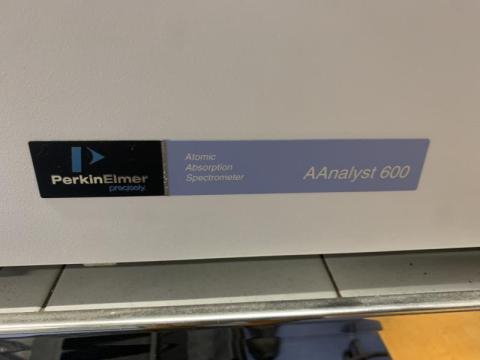 PerkinElmer
precisely.
Atomic
Absorption
Spectrometer
AAnalyst 600